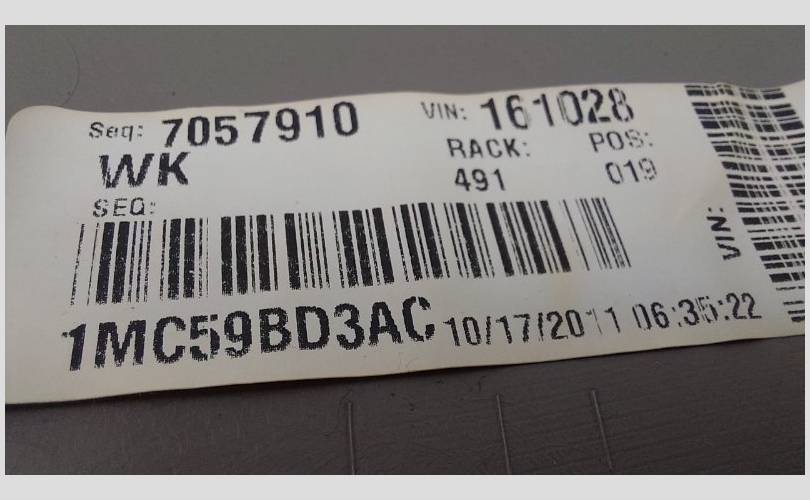 Seq: 7057910 VIN: 161028
WK RACK: POS:
491 019
SEQ:
VIN:
1MC59BD3AC 10/17/2011 06:35:22